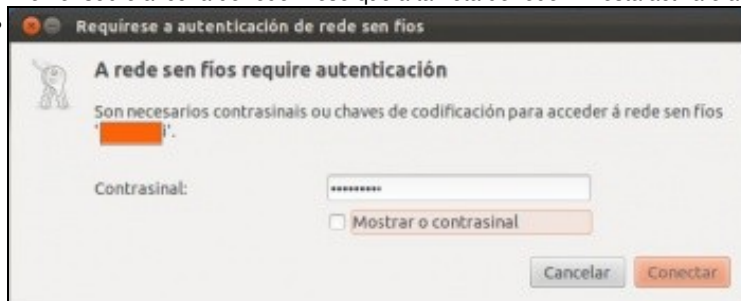 Requírese a autenticación de rede sen fíos
A rede sen fíos require autenticación
Son necesarios contrasinais ou chaves de codificación para acceder á rede sen fíos
'i'.
Contrasinal:
•••••••••
Mostrar o contrasinal
Cancelar
Conectar